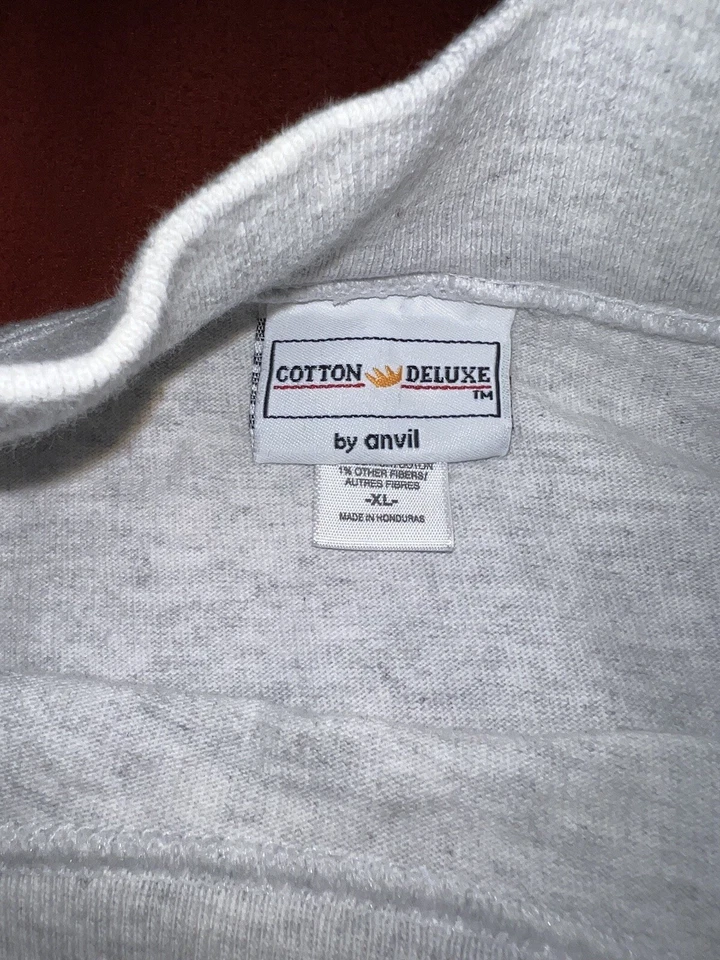 COTTON DELUXE
TM
by anvil
1% OTHER FIBERS/
AUTRES FIBRES
-XL-
MADE IN HONDURAS